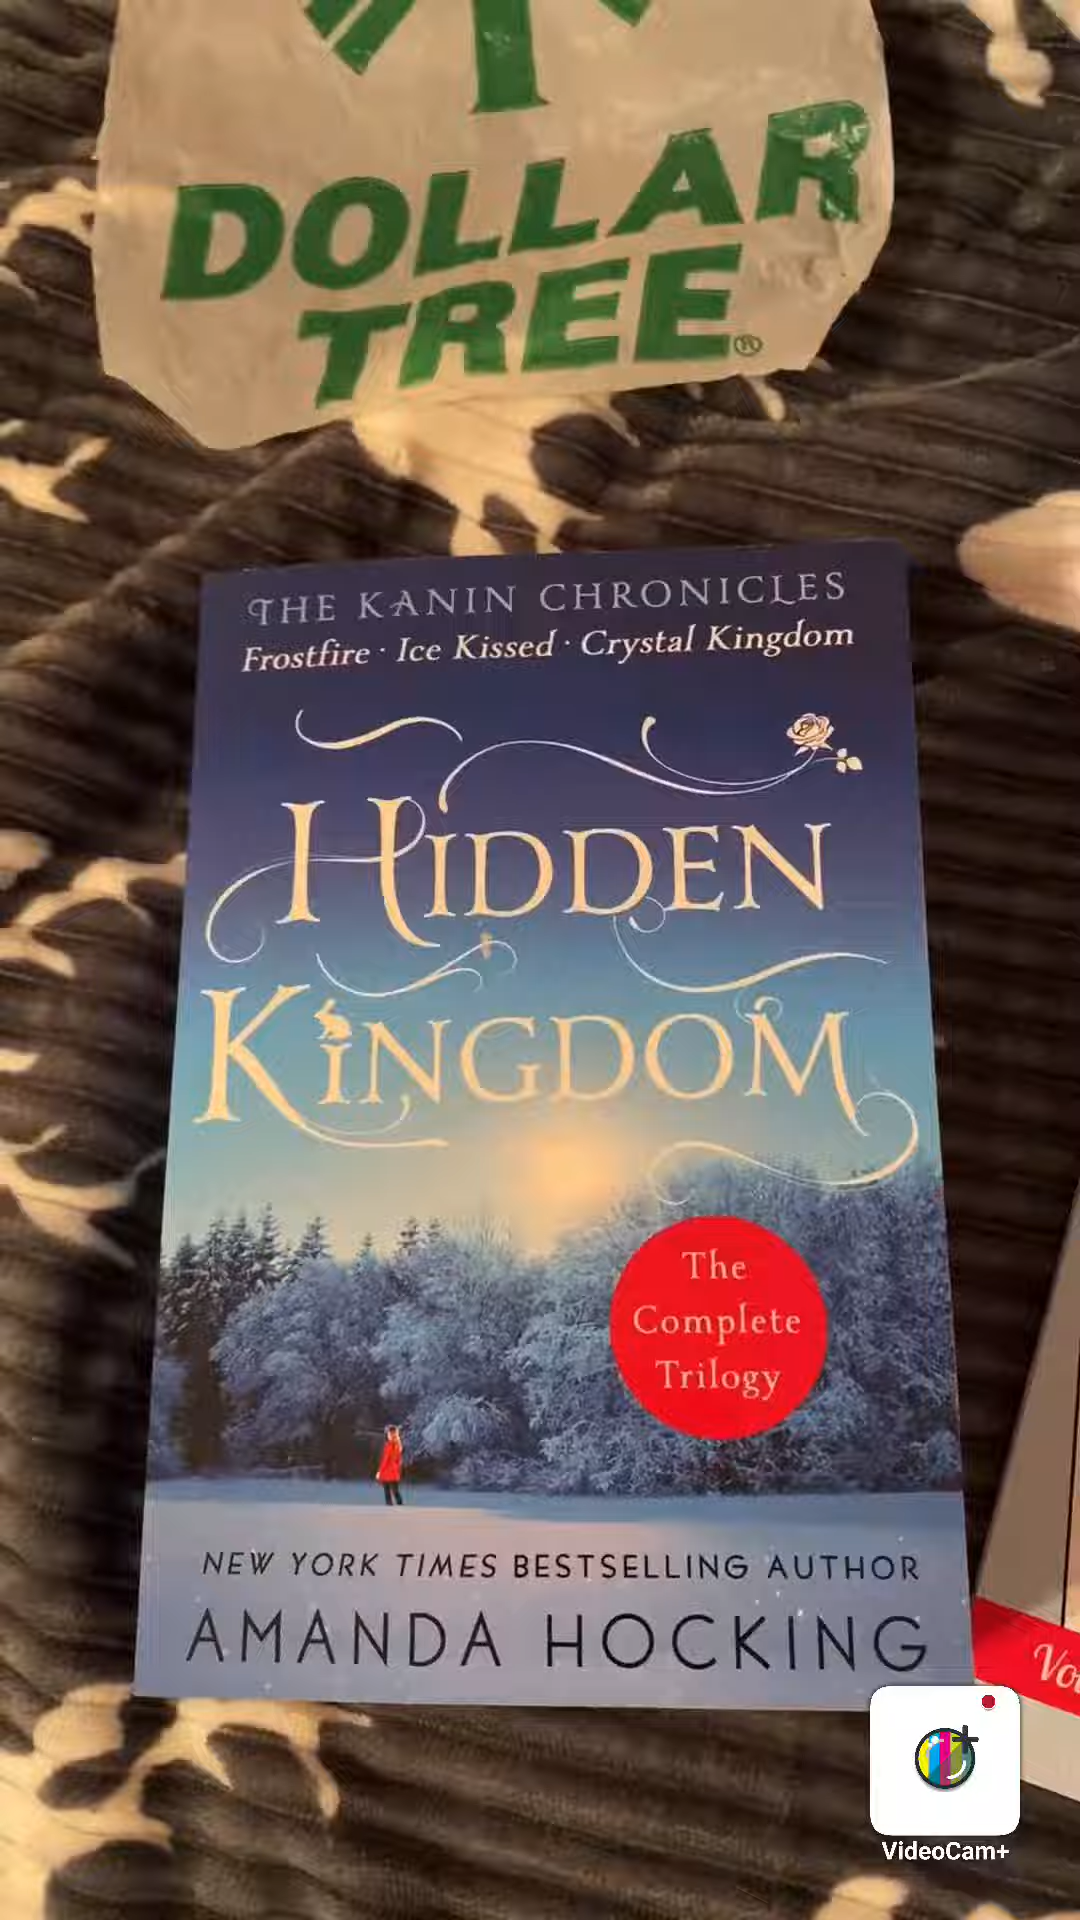 DOLLAR
TREE®
THE KANIN CHRONICLES
Frostfire · Ice Kissed · Crystal Kingdom
HIDDEN
KINGDOM
The
Complete
Trilogy
NEW YORK TIMES BESTSELLING AUTHOR
AMANDA HOCKING
VideoCam+